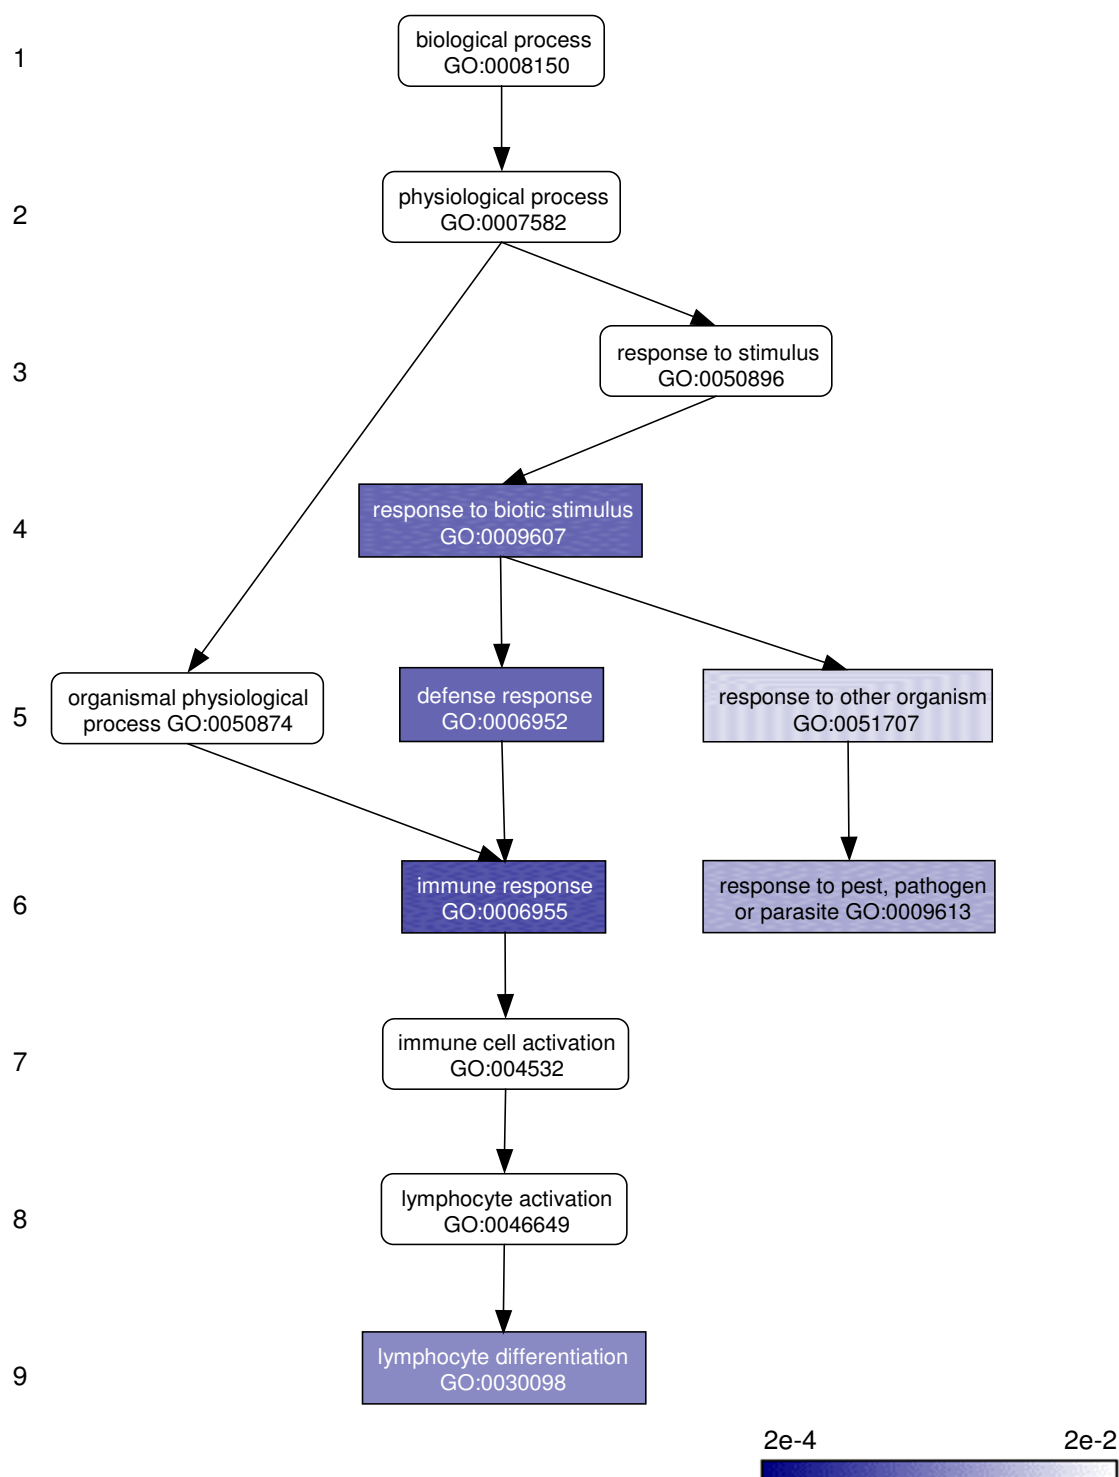 1
biological process
GO:0008150
2
physiological process
GO:0007582
3
response to stimulus
GO:0050896
4
response to biotic stimulus
GO:0009607
5
organismal physiological
process GO:0050874
defense response
GO:0006952
response to other organism
GO:0051707
6
immune response
GO:0006955
response to pest, pathogen
or parasite GO:0009613
7
immune cell activation
GO:004532
8
lymphocyte activation
GO:0046649
9
lymphocyte differentiation
GO:0030098
2e-4 2e-2